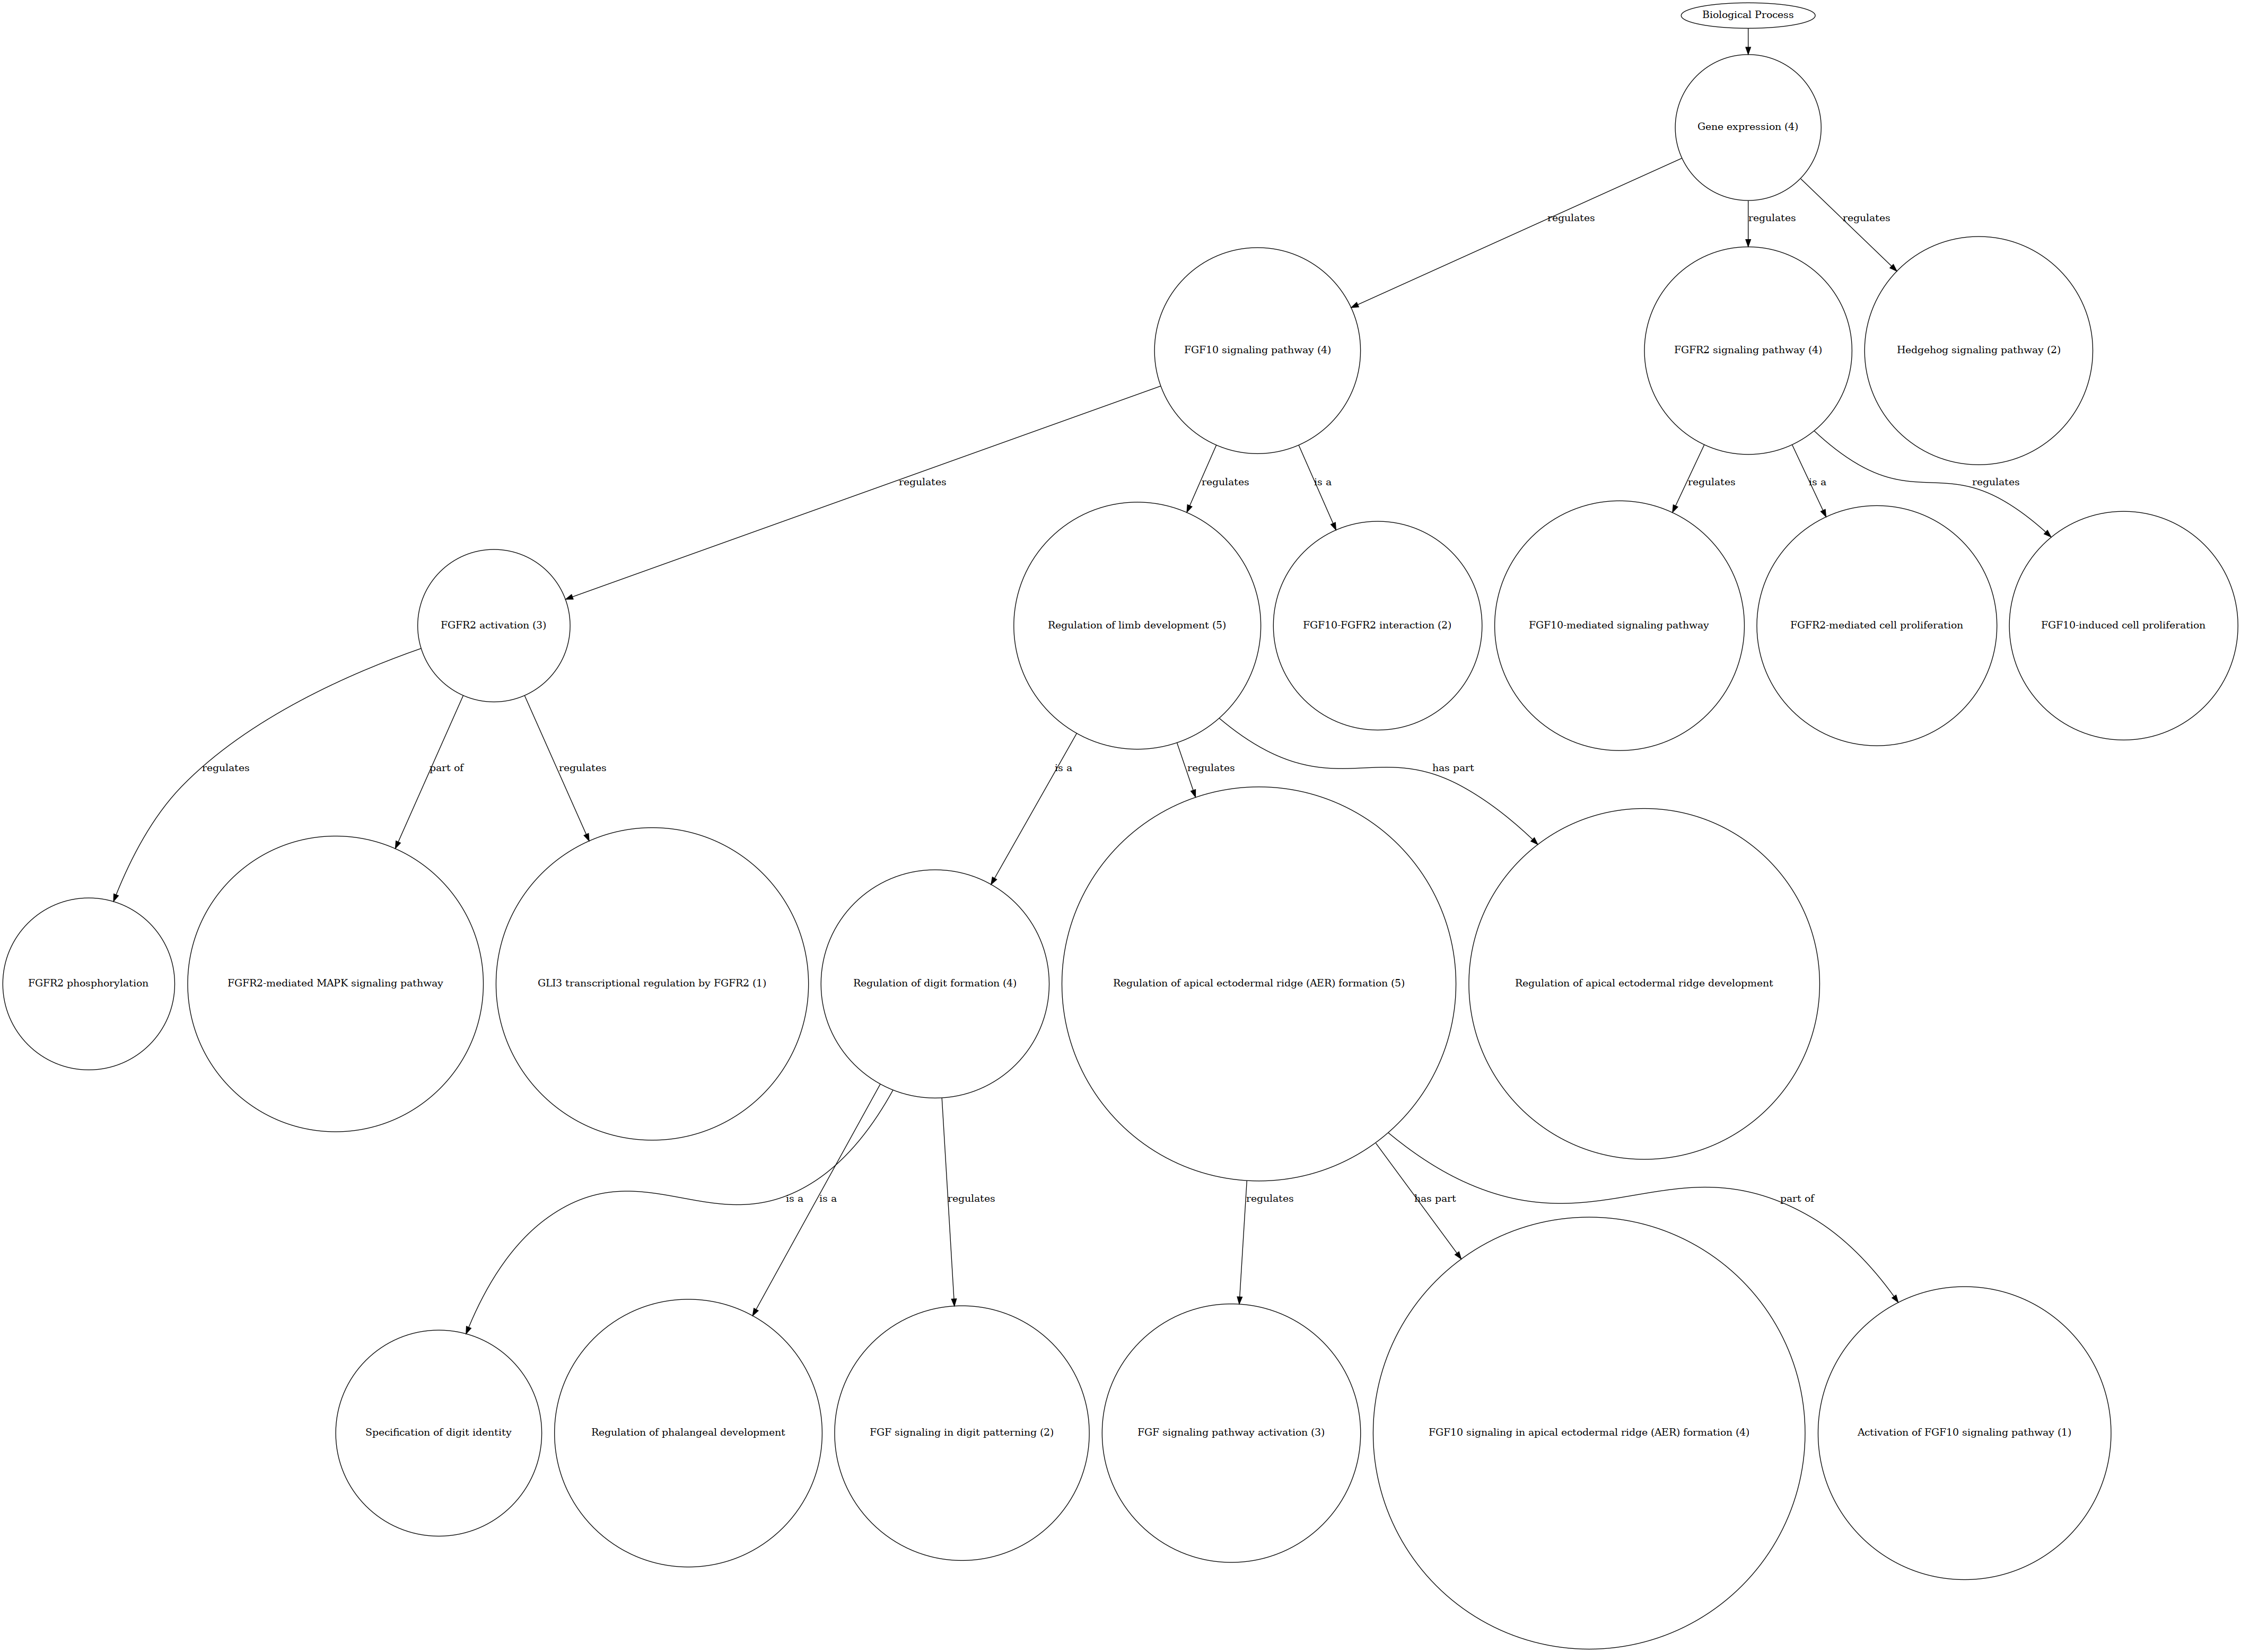 Biological Process
Gene expression (4)
regulates
regulates
regulates
FGF10 signaling pathway (4)
FGFR2 signaling pathway (4)
Hedgehog signaling pathway (2)
regulates
regulates
is a
regulates
is a
regulates
FGFR2 activation (3)
Regulation of limb development (5)
FGF10-FGFR2 interaction (2)
FGF10-mediated signaling pathway
FGFR2-mediated cell proliferation
FGF10-induced cell proliferation
regulates
part of
regulates
is a
regulates
has part
FGFR2 phosphorylation
FGFR2-mediated MAPK signaling pathway
GLI3 transcriptional regulation by FGFR2 (1)
Regulation of digit formation (4)
Regulation of apical ectodermal ridge (AER) formation (5)
Regulation of apical ectodermal ridge development
is a
is a
regulates
regulates
has part
part of
Specification of digit identity
Regulation of phalangeal development
FGF signaling in digit patterning (2)
FGF signaling pathway activation (3)
FGF10 signaling in apical ectodermal ridge (AER) formation (4)
Activation of FGF10 signaling pathway (1)